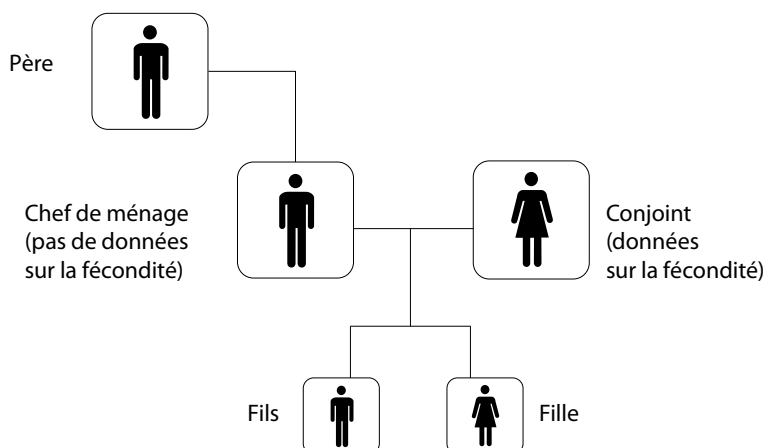 Père
Chef de ménage
(pas de données
sur la fécondité)
Conjoint
(données
sur la fécondité)
Fils
Fille